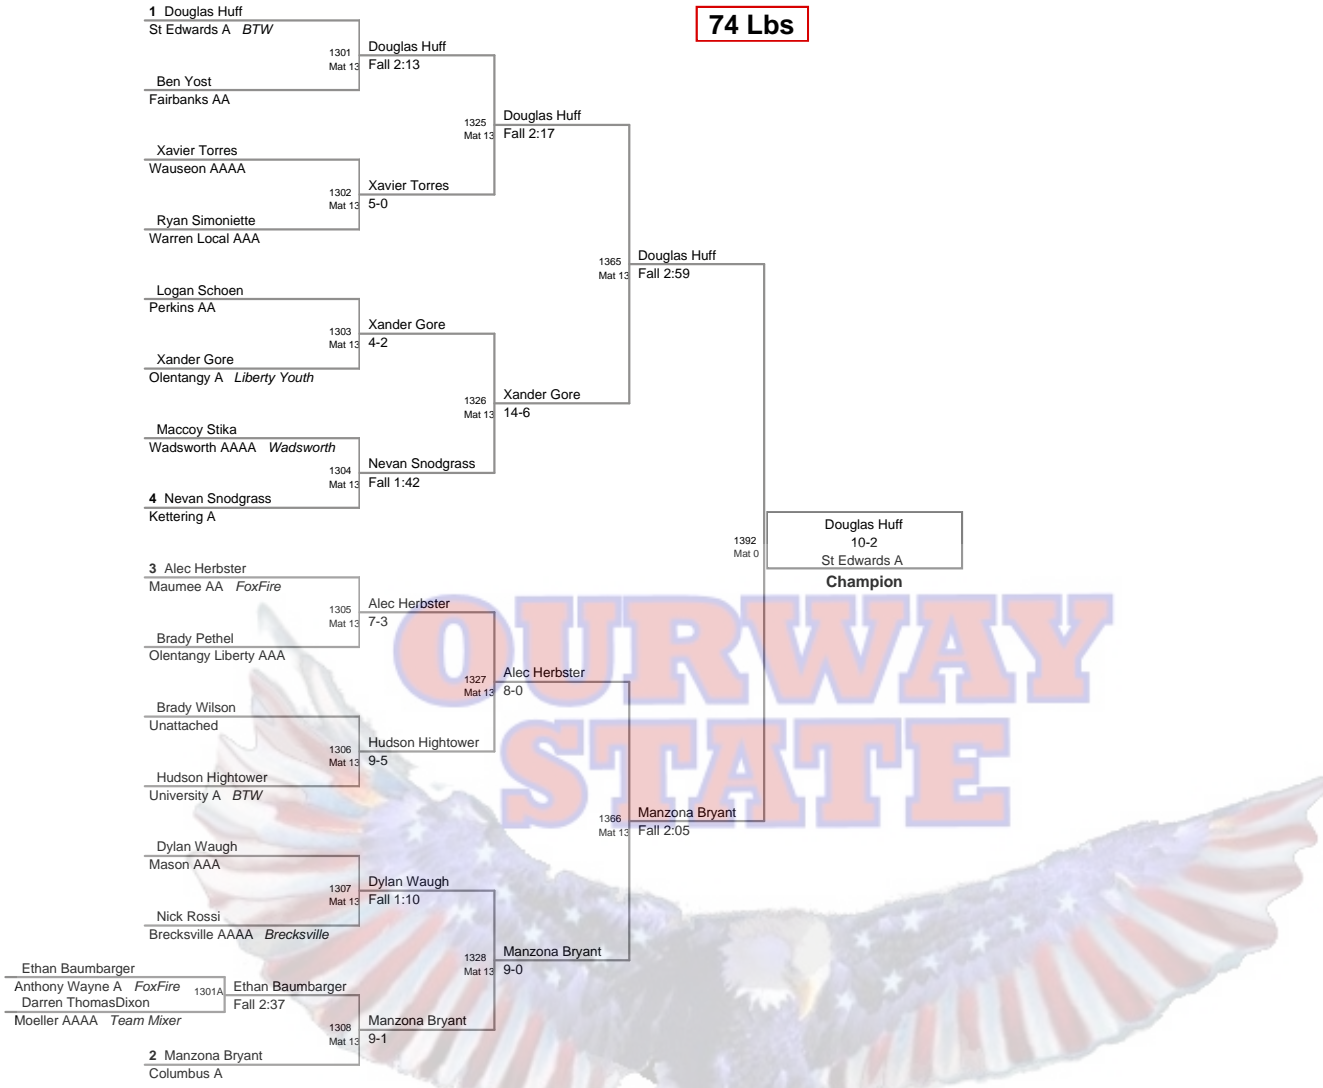 74 Lbs
1 Douglas Huff
St Edwards A BTW
1301
Mat 13
Douglas Huff
Fall 2:13
Ben Yost
Fairbanks AA
1325
Mat 13
Douglas Huff
Fall 2:17
Xavier Torres
Wauseon AAAA
1302
Mat 13
Xavier Torres
5-0
Ryan Simoniette
Warren Local AAA
1365
Mat 13
Douglas Huff
Fall 2:59
Logan Schoen
Perkins AA
1303
Mat 13
Xander Gore
4-2
Xander Gore
Olentangy A Liberty Youth
1326
Mat 13
Xander Gore
14-6
Maccoy Stika
Wadsworth AAAA Wadsworth
1304
Mat 13
Nevan Snodgrass
Fall 1:42
4 Nevan Snodgrass
Kettering A
1392
Mat 0
Douglas Huff
10-2
St Edwards A
Champion
3 Alec Herbster
Maumee AA FoxFire
1305
Mat 13
Alec Herbster
7-3
Brady Pethel
Olentangy Liberty AAA
1327
Mat 13
Alec Herbster
8-0
Brady Wilson
Unattached
1306
Mat 13
Hudson Hightower
9-5
Hudson Hightower
University A BTW
OURWAY
STATE
1366
Mat 13
Manzona Bryant
Fall 2:05
Dylan Waugh
Mason AAA
1307
Mat 13
Dylan Waugh
Fall 1:10
Nick Rossi
Brecksville AAAA Brecksville
1328
Mat 13
Manzona Bryant
9-0
Ethan Baumbarger
Anthony Wayne A FoxFire
1301A
Ethan Baumbarger
Fall 2:37
Darren ThomasDixon
Moeller AAAA Team Mixer
1308
Mat 13
Manzona Bryant
9-1
2 Manzona Bryant
Columbus A